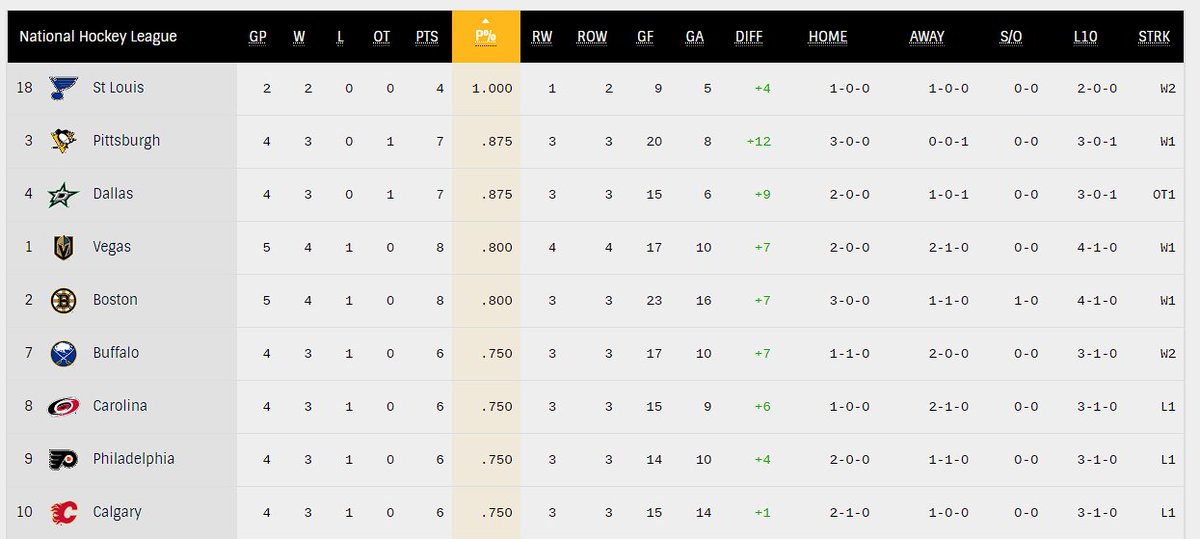 National Hockey League GP W L OT PTS P% RW ROW GF GA DIFF HOME AWAY S/O L10 STRK
18 St Louis 2 2 0 0 4 1.000 1 2 9 5 +4 1-0-0 1-0-0 0-0 2-0-0 W2
3 Pittsburgh 4 3 0 1 7 .875 3 3 20 8 +12 3-0-0 0-0-1 0-0 3-0-1 W1
4 Dallas 4 3 0 1 7 .875 3 3 15 6 +9 2-0-0 1-0-1 0-0 3-0-1 OT1
1 Vegas 5 4 1 0 8 .800 4 4 17 10 +7 2-0-0 2-1-0 0-0 4-1-0 W1
2 Boston 5 4 1 0 8 .800 3 3 23 16 +7 3-0-0 1-1-0 1-0 4-1-0 W1
7 Buffalo 4 3 1 0 6 .750 3 3 17 10 +7 1-1-0 2-0-0 0-0 3-1-0 W2
8 Carolina 4 3 1 0 6 .750 3 3 15 9 +6 1-0-0 2-1-0 0-0 3-1-0 L1
9 Philadelphia 4 3 1 0 6 .750 3 3 14 10 +4 2-0-0 1-1-0 0-0 3-1-0 L1
10 Calgary 4 3 1 0 6 .750 3 3 15 14 +1 2-1-0 1-0-0 0-0 3-1-0 L1